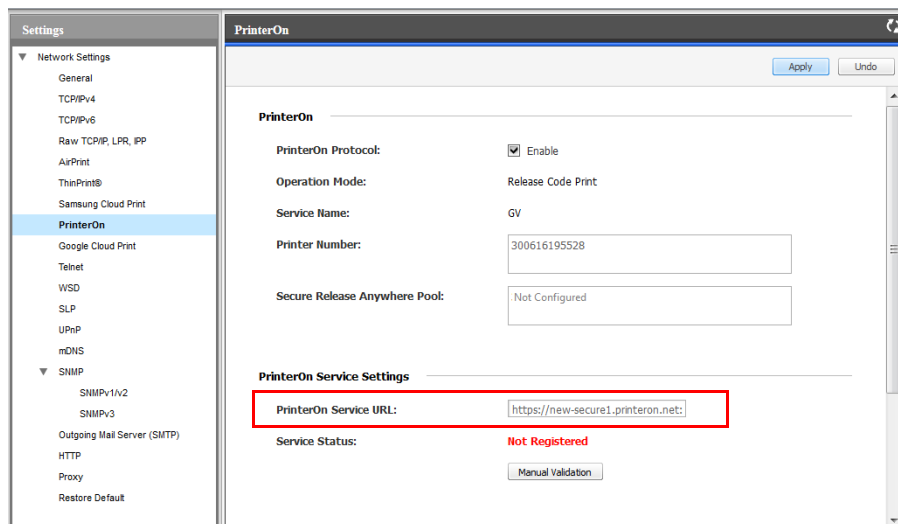 Settings
PrinterOn
Network Settings
General
TCP/IPv4
TCP/IPv6
Raw TCP/IP, LPR, IPP
AirPrint
ThinPrint®
Samsung Cloud Print
PrinterOn
Google Cloud Print
Telnet
WSD
SLP
UPnP
mDNS
SNMP
SNMPv1/v2
SNMPv3
Outgoing Mail Server (SMTP)
HTTP
Proxy
Restore Default
Apply Undo
PrinterOn
PrinterOn Protocol: Enable
Operation Mode: Release Code Print
Service Name: GV
Printer Number: 300616195528
Secure Release Anywhere Pool: Not Configured
PrinterOn Service Settings
PrinterOn Service URL: https://new-secure1.printeron.net:
Service Status: Not Registered
Manual Validation